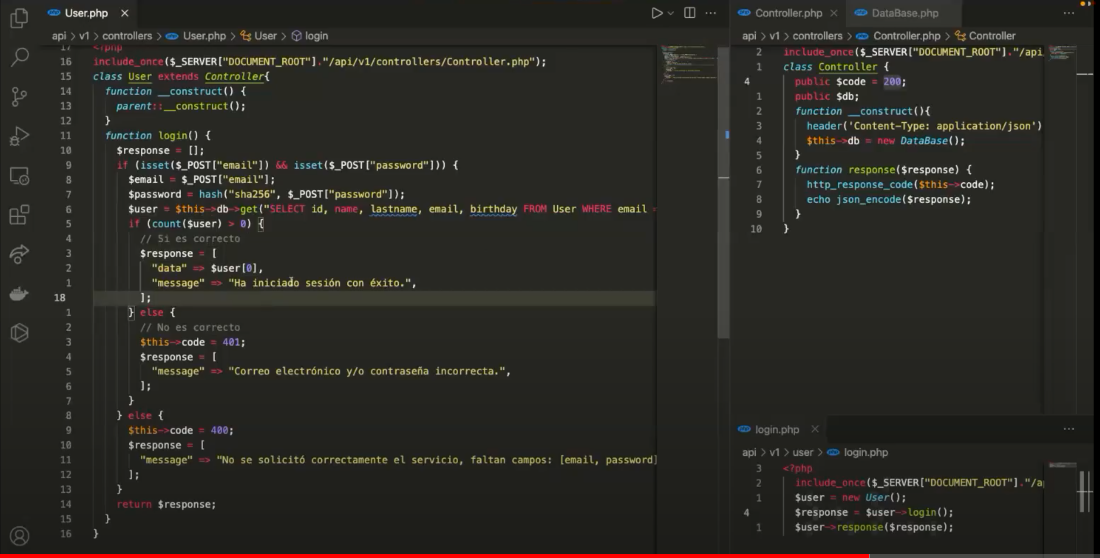 User.php
api > v1 > controllers > User.php > User > login
17 <?php
16 include_once($_SERVER["DOCUMENT_ROOT"]."/api/v1/controllers/Controller.php");
15 class User extends Controller{
14 function __construct() {
13 parent::__construct();
12 }
11 function login() {
10 $response = [];
9 if (isset($_POST["email"]) && isset($_POST["password"])) {
8 $email = $_POST["email"];
7 $password = hash("sha256", $_POST["password"]);
6 $user = $this->db->get("SELECT id, name, lastname, email, birthday FROM User WHERE email =
5 if (count($user) > 0) {
4 // Si es correcto
3 $response = [
2 "data" => $user[0],
1 "message" => "Ha iniciado sesión con éxito.",
18 ];
1 } else {
2 // No es correcto
3 $this->code = 401;
4 $response = [
5 "message" => "Correo electrónico y/o contraseña incorrecta.",
6 ];
7 }
8 } else {
9 $this->code = 400;
10 $response = [
11 "message" => "No se solicitó correctamente el servicio, faltan campos: [email, password]
12 ];
13 }
14 return $response;
15 }
16 }
Controller.php
DataBase.php
api > v1 > controllers > Controller.php > Controller
2 include_once($_SERVER["DOCUMENT_ROOT"]."/api
1 class Controller {
4 public $code = 200;
1 public $db;
2 function __construct(){
3 header('Content-Type: application/json')
4 $this->db = new DataBase();
5 }
6 function response($response) {
7 http_response_code($this->code);
8 echo json_encode($response);
9 }
10 }
login.php
api > v1 > user > login.php
3 <?php
2 include_once($_SERVER["DOCUMENT_ROOT"]."/a
1 $user = new User();
4 $response = $user->login();
1 $user->response($response);